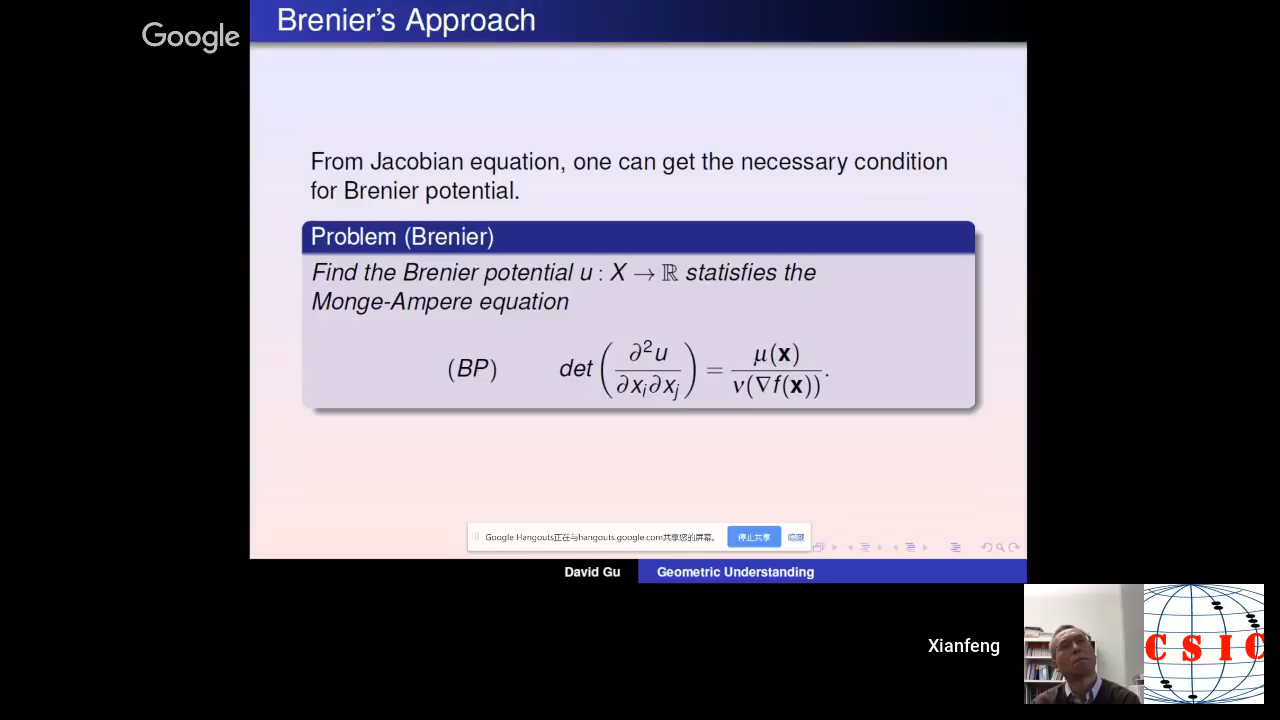 Google
Brenier's Approach
From Jacobian equation, one can get the necessary condition
for Brenier potential.
Problem (Brenier)
Find the Brenier potential u : X → ℝ statisfies the
Monge-Ampere equation
(BP) det(∂²u/∂xᵢ∂xⱼ) = μ(x)/ν(∇f(x)).
Google Hangouts正在与hangouts.google.com共享您的屏幕。 停止共享 隐藏
David Gu Geometric Understanding
Xianfeng
CSIC